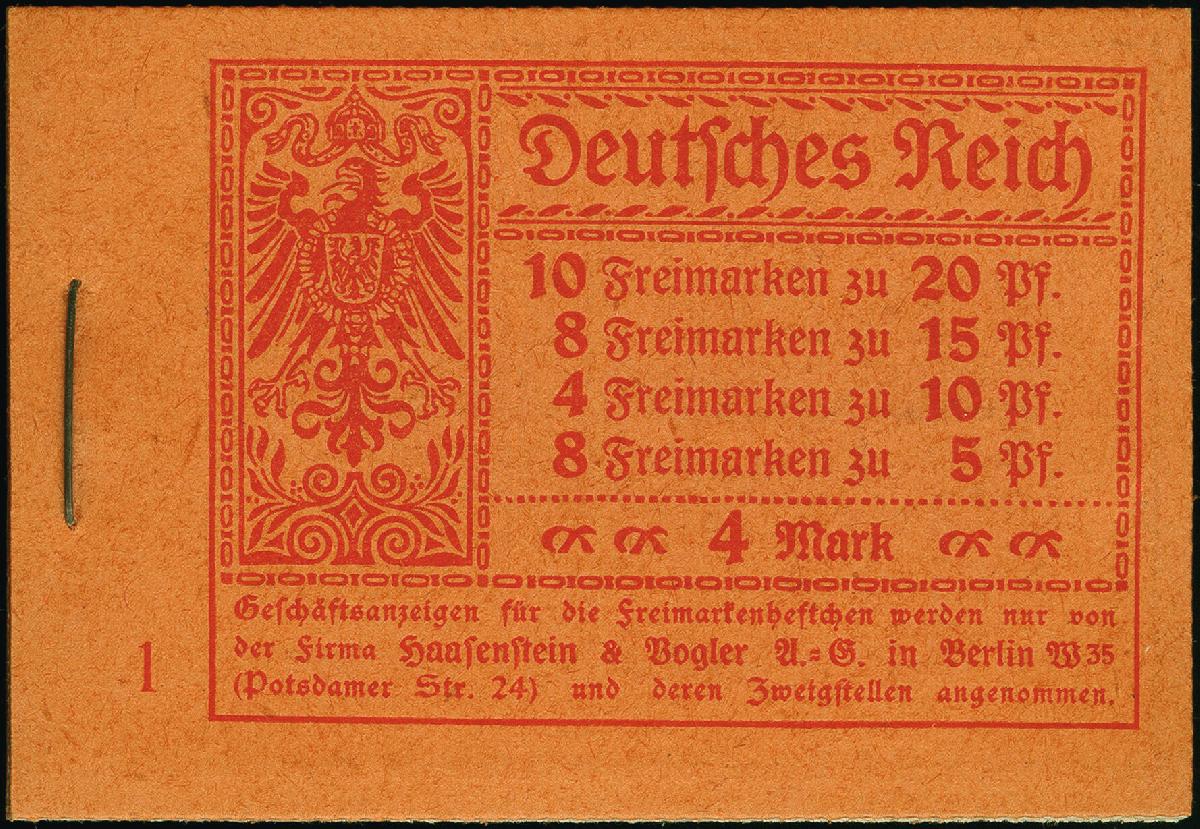 Deutsches Reich
10 Freimarken zu 20 Pf.
8 Freimarken zu 15 Pf.
4 Freimarken zu 10 Pf.
8 Freimarken zu 5 Pf.
4 Mark
Geschäftsanzeigen für die Freimarkenheftchen werden nur von
der Firma Haasenstein & Vogler A.=G. in Berlin W 35
(Potsdamer Str. 24) und deren Zweigstellen angenommen.
1